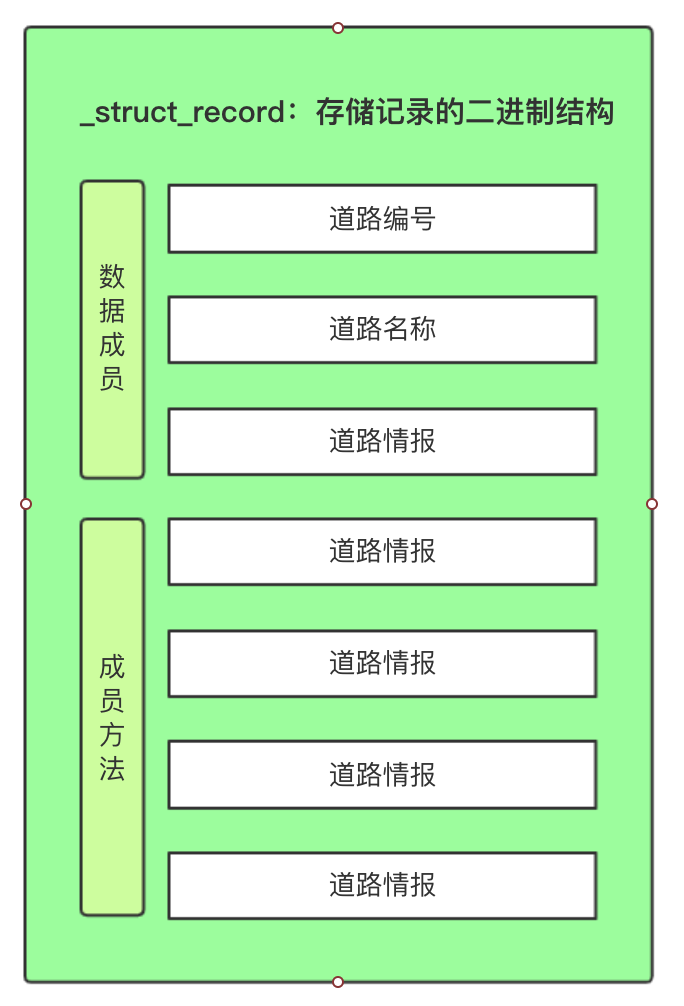 _struct_record：存储记录的二进制结构
数据成员
道路编号
道路名称
道路情报
成员方法
道路情报
道路情报
道路情报
道路情报